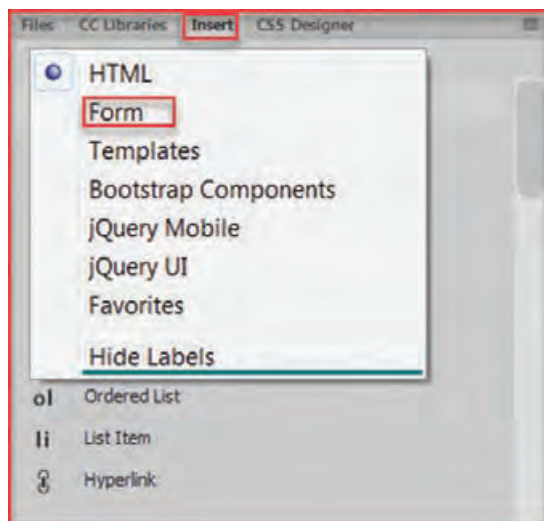 Files CC Libraries Insert CSS Designer
HTML
Form
Templates
Bootstrap Components
jQuery Mobile
jQuery UI
Favorites
Hide Labels
ol Ordered List
li List Item
Hyperlink